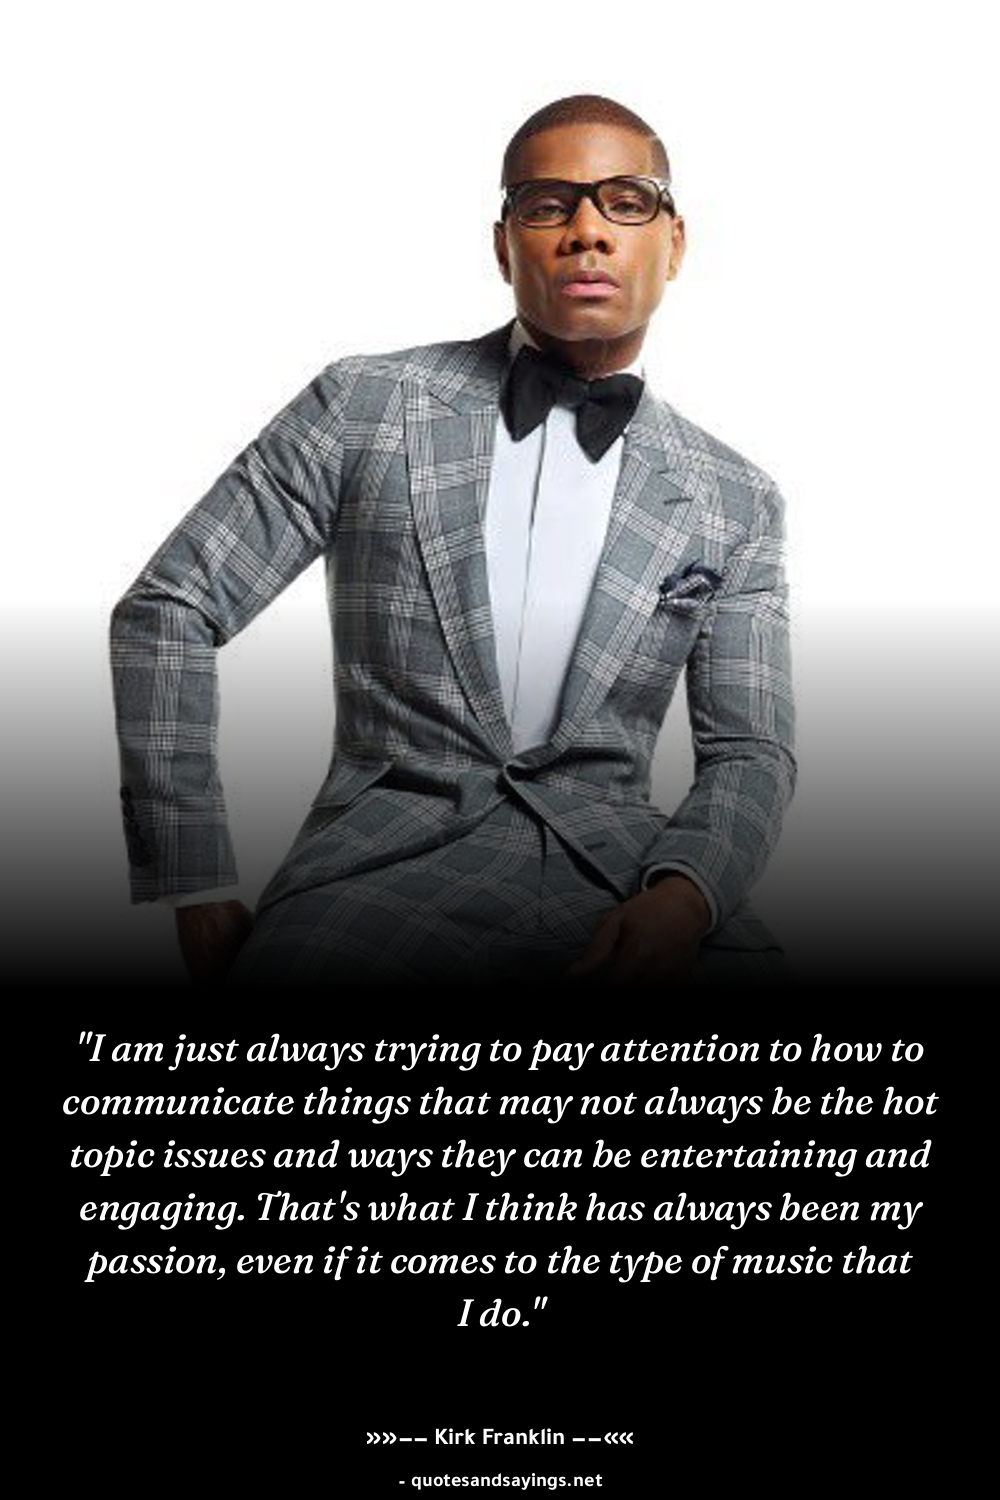 "I am just always trying to pay attention to how to
communicate things that may not always be the hot
topic issues and ways they can be entertaining and
engaging. That's what I think has always been my
passion, even if it comes to the type of music that
I do."
»»−− Kirk Franklin −−««
- quotesandsayings.net